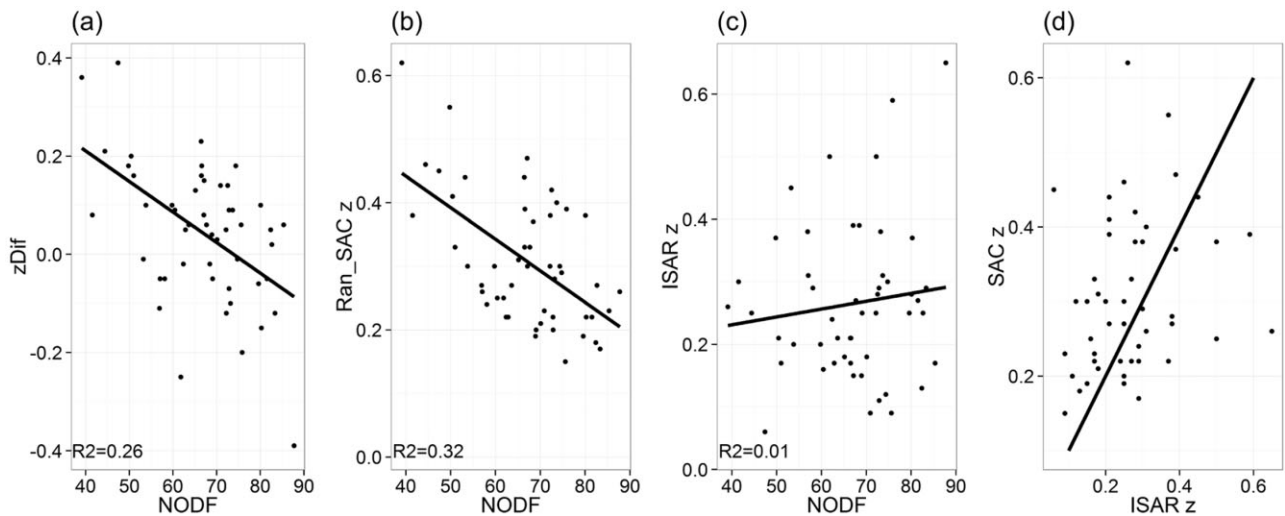 (a)
zDif
0.4
0.2
0.0
-0.2
-0.4
R2=0.26
40 50 60 70 80 90
NODF
(b)
Ran_SAC z
0.6
0.4
0.2
0.0
R2=0.32
40 50 60 70 80 90
NODF
(c)
ISAR z
0.6
0.4
0.2
0.0
R2=0.01
40 50 60 70 80 90
NODF
(d)
SAC z
0.6
0.4
0.2
0.2 0.4 0.6
ISAR z